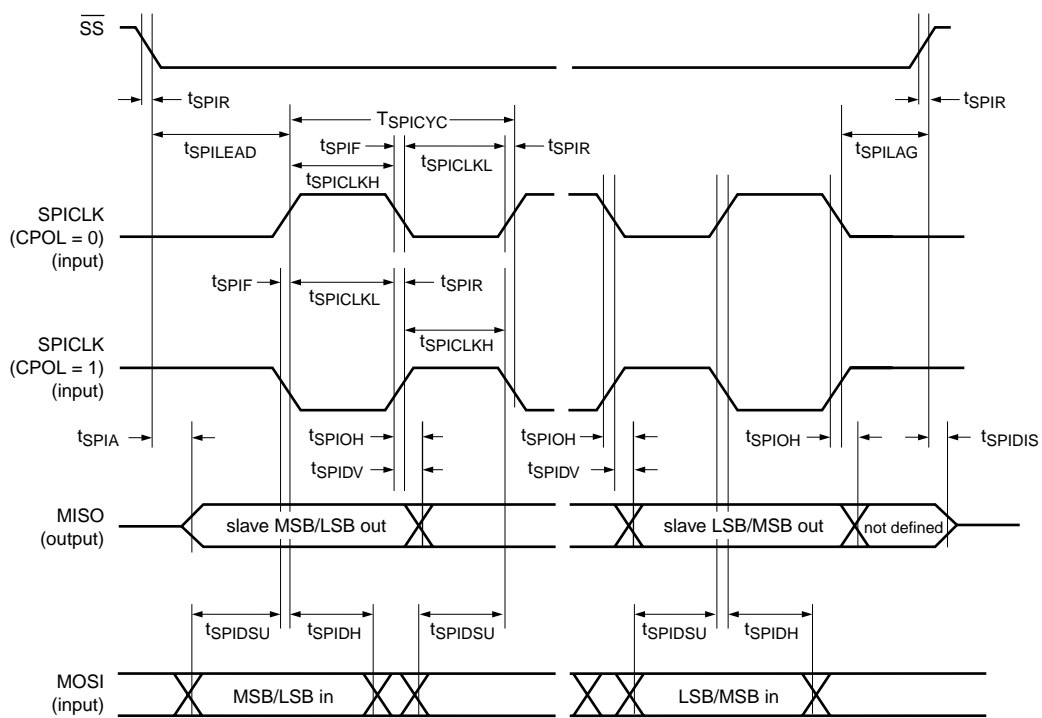 SS
tSPIR
tSPIR
TSPICYC
tSPILEAD
tSPIF
tSPICLKL
tSPIR
tSPILAG
tSPICLKH
SPICLK
(CPOL = 0)
(input)
tSPIF
tSPICLKL
tSPIR
tSPICLKH
SPICLK
(CPOL = 1)
(input)
tSPIA
tSPIOH
tSPIOH
tSPIOH
tSPIDIS
tSPIDV
tSPIDV
MISO
(output)
slave MSB/LSB out
slave LSB/MSB out
not defined
tSPIDSU
tSPIDH
tSPIDSU
tSPIDSU
tSPIDH
MOSI
(input)
MSB/LSB in
LSB/MSB in